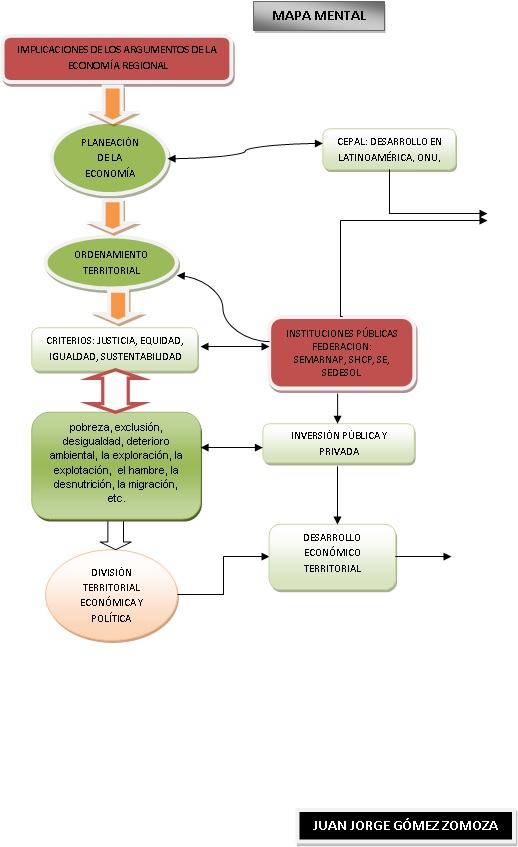 MAPA MENTAL
IMPLICACIONES DE LOS ARGUMENTOS DE LA
ECONOMÍA REGIONAL
PLANEACIÓN
DE LA
ECONOMÍA
CEPAL: DESARROLLO EN
LATINOAMÉRICA, ONU,
ORDENAMIENTO
TERRITORIAL
CRITERIOS: JUSTICIA, EQUIDAD,
IGUALDAD, SUSTENTABILIDAD
INSTITUCIONES PÚBLICAS
FEDERACION:
SEMARNAP, SHCP, SE,
SEDESOL
pobreza, exclusión,
desigualdad, deterioro
ambiental, la exploración, la
explotación,  el hambre, la
desnutrición, la migración,
etc.
INVERSIÓN PÚBLICA Y
PRIVADA
DESARROLLO
ECONÓMICO
TERRITORIAL
DIVISIÓN
TERRITORIAL
ECONÓMICA Y
POLÍTICA
JUAN JORGE GÓMEZ ZOMOZA